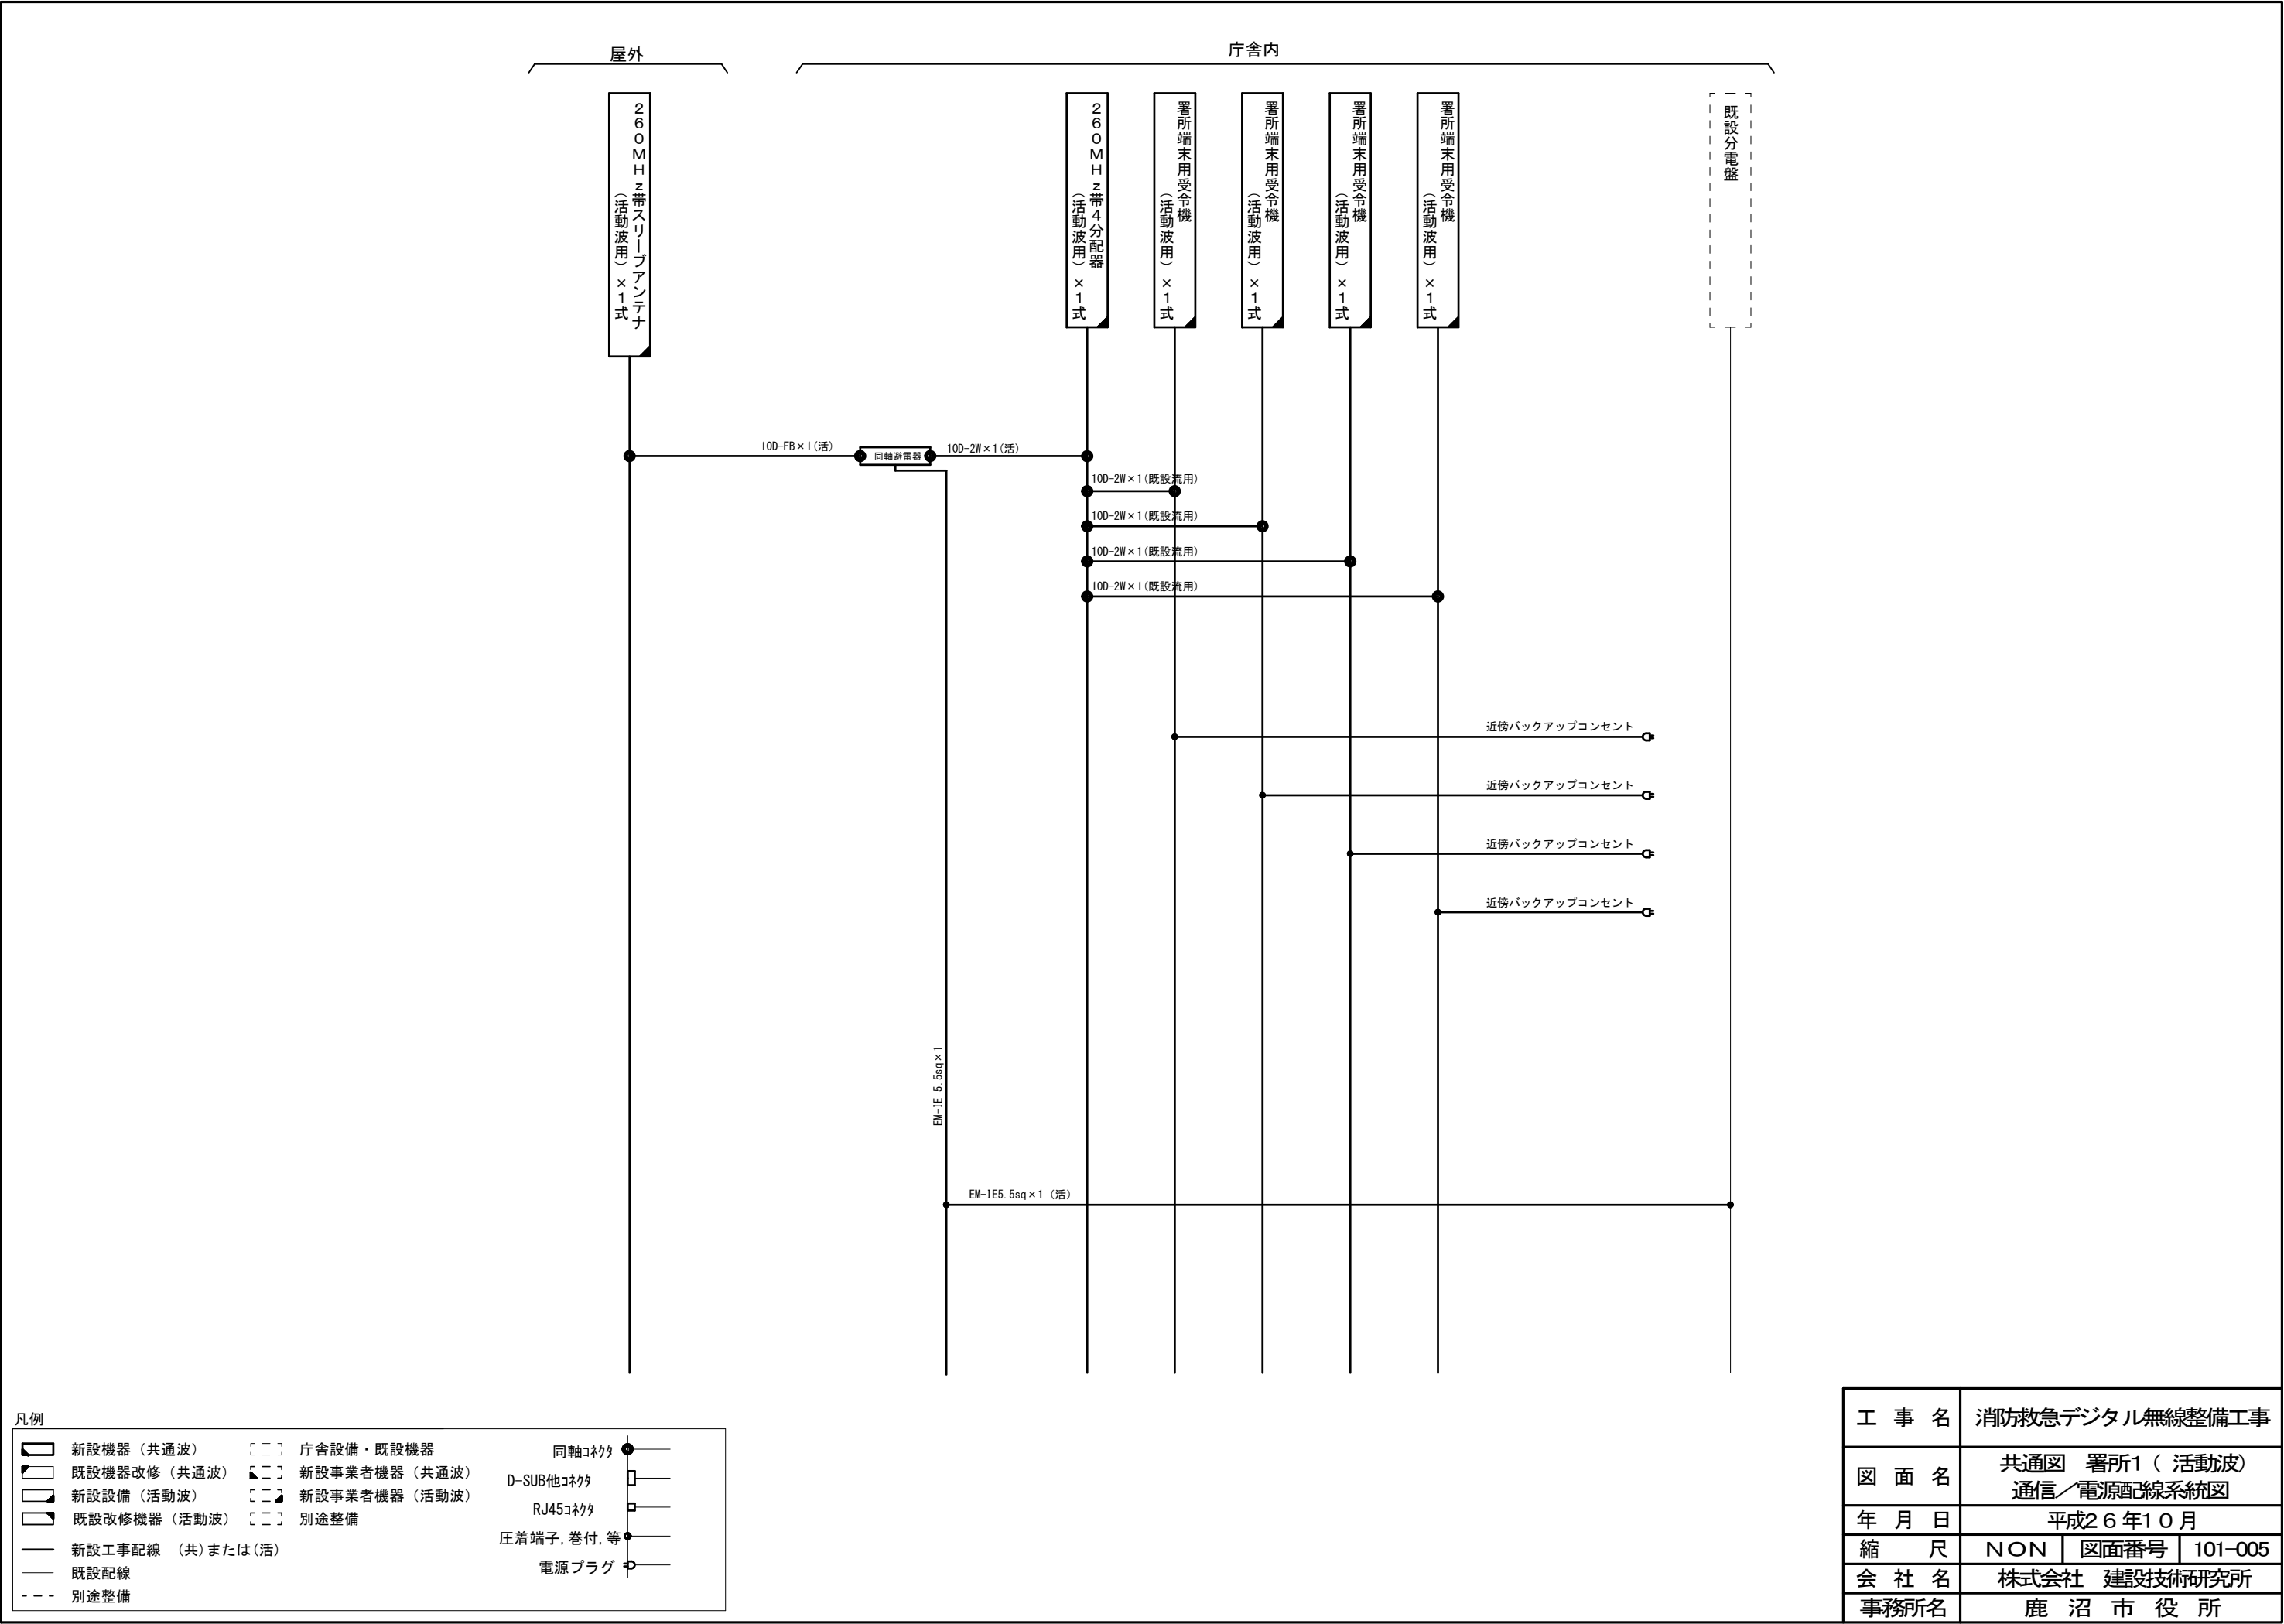 屋外
庁舎内
２６０ＭＨｚ帯スリーブアンテナ
（活動波用）×１式
２６０ＭＨｚ帯４分配器
（活動波用）×１式
署所端末用受令機
（活動波用）×１式
署所端末用受令機
（活動波用）×１式
署所端末用受令機
（活動波用）×１式
署所端末用受令機
（活動波用）×１式
既設分電盤
10D-FB×1(活)
同軸避雷器
10D-2W×1(活)
10D-2W×1(既設流用)
10D-2W×1(既設流用)
10D-2W×1(既設流用)
10D-2W×1(既設流用)
近傍バックアップコンセント
近傍バックアップコンセント
近傍バックアップコンセント
近傍バックアップコンセント
EM-IE 5.5sq×1
EM-IE5.5sq×1 (活)
凡例
新設機器（共通波）
既設機器改修（共通波）
新設設備（活動波）
既設改修機器（活動波）
新設工事配線 （共）または（活）
既設配線
別途整備
庁舎設備・既設機器
新設事業者機器（共通波）
新設事業者機器（活動波）
別途整備
同軸ｺﾈｸﾀ
D-SUB他ｺﾈｸﾀ
RJ45ｺﾈｸﾀ
圧着端子,巻付,等
電源プラグ
工事名 消防救急デジタル無線整備工事
図面名 共通図 署所1（活動波）
通信／電源配線系統図
年月日 平成２６年１０月
縮尺 ＮＯＮ 図面番号 101-005
会社名 株式会社 建設技術研究所
事務所名 鹿沼市役所